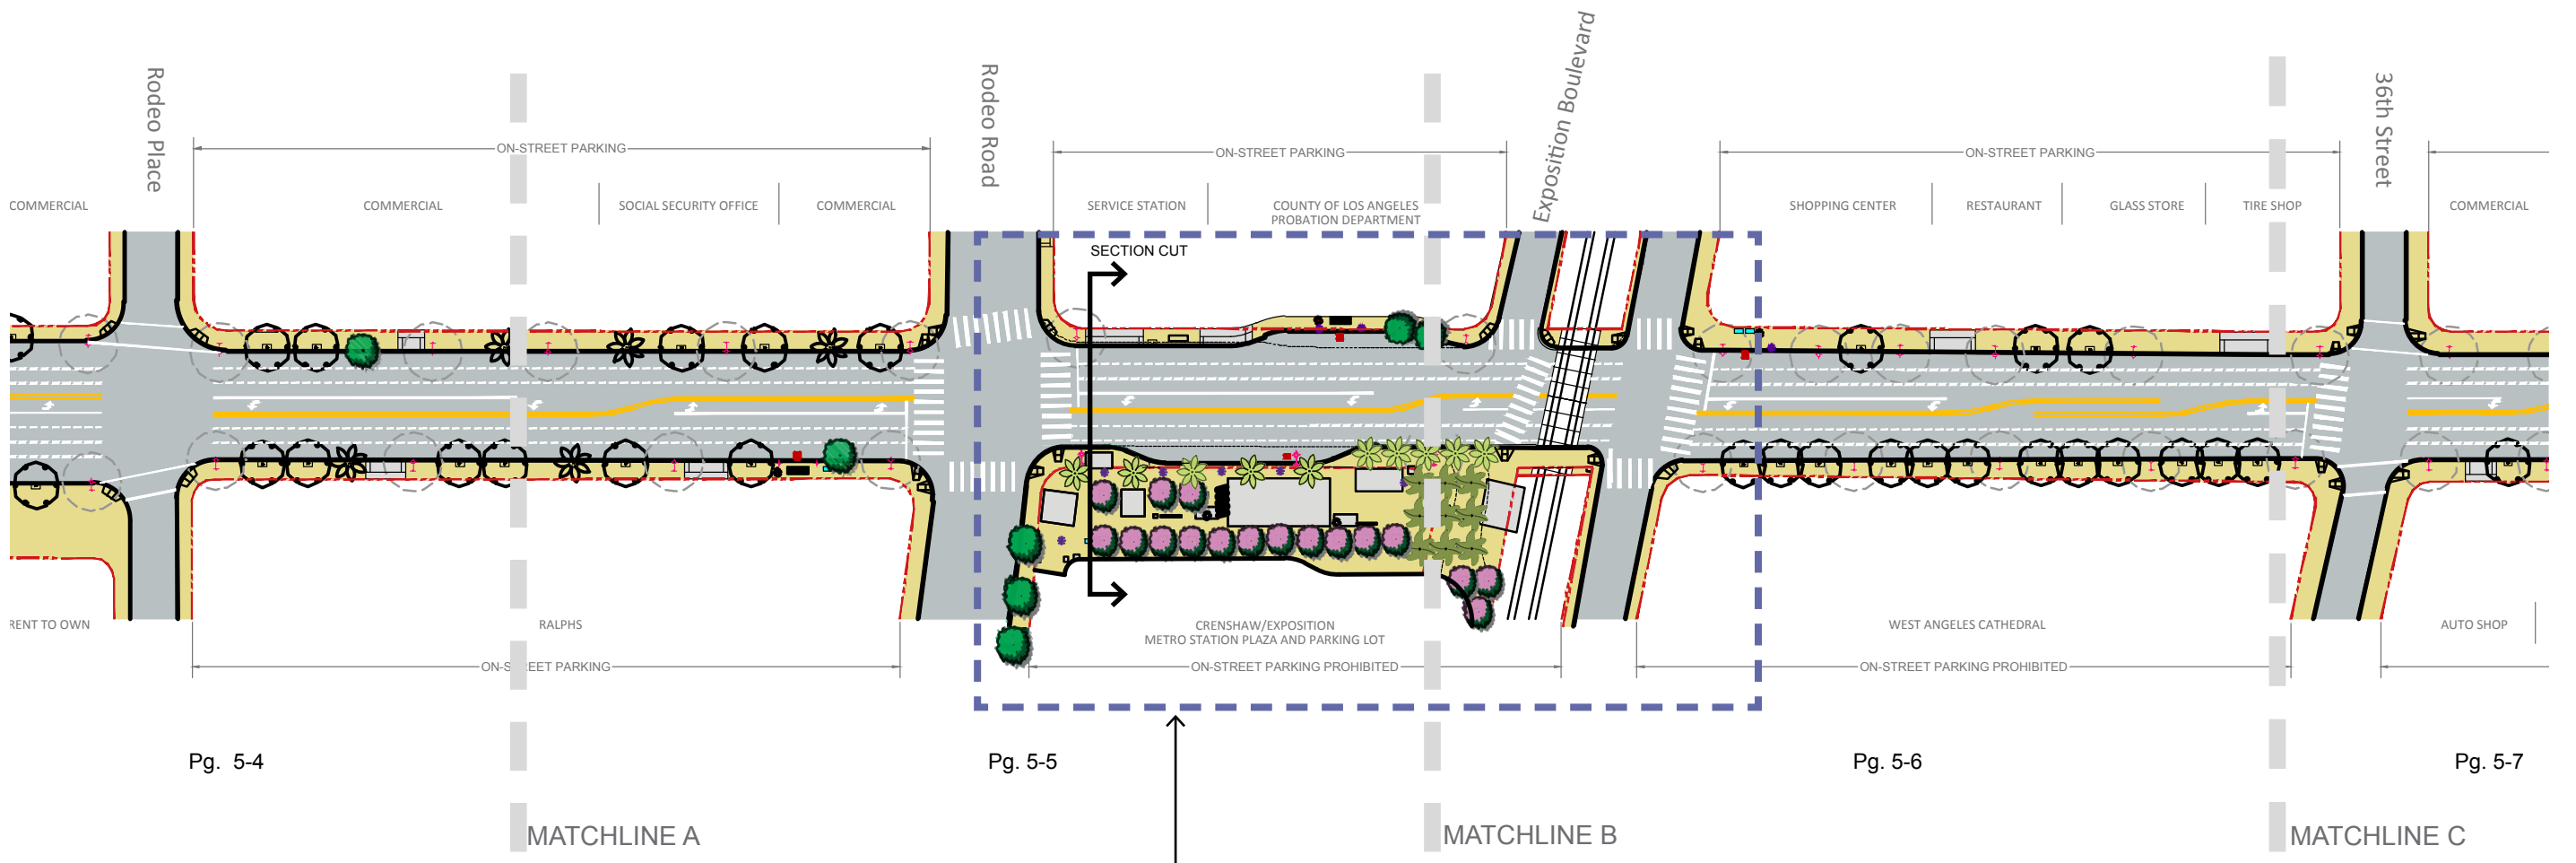 Rodeo Place
Rodeo Road
Exposition Boulevard
36th Street
ON-STREET PARKING
ON-STREET PARKING
ON-STREET PARKING
COMMERCIAL
COMMERCIAL
SOCIAL SECURITY OFFICE
COMMERCIAL
SERVICE STATION
COUNTY OF LOS ANGELES
PROBATION DEPARTMENT
SHOPPING CENTER
RESTAURANT
GLASS STORE
TIRE SHOP
COMMERCIAL
SECTION CUT
RENT TO OWN
RALPHS
CRENSHAW/EXPOSITION
METRO STATION PLAZA AND PARKING LOT
WEST ANGELES CATHEDRAL
AUTO SHOP
ON-STREET PARKING
ON-STREET PARKING PROHIBITED
ON-STREET PARKING PROHIBITED
Pg. 5-4
Pg. 5-5
Pg. 5-6
Pg. 5-7
MATCHLINE A
MATCHLINE B
MATCHLINE C